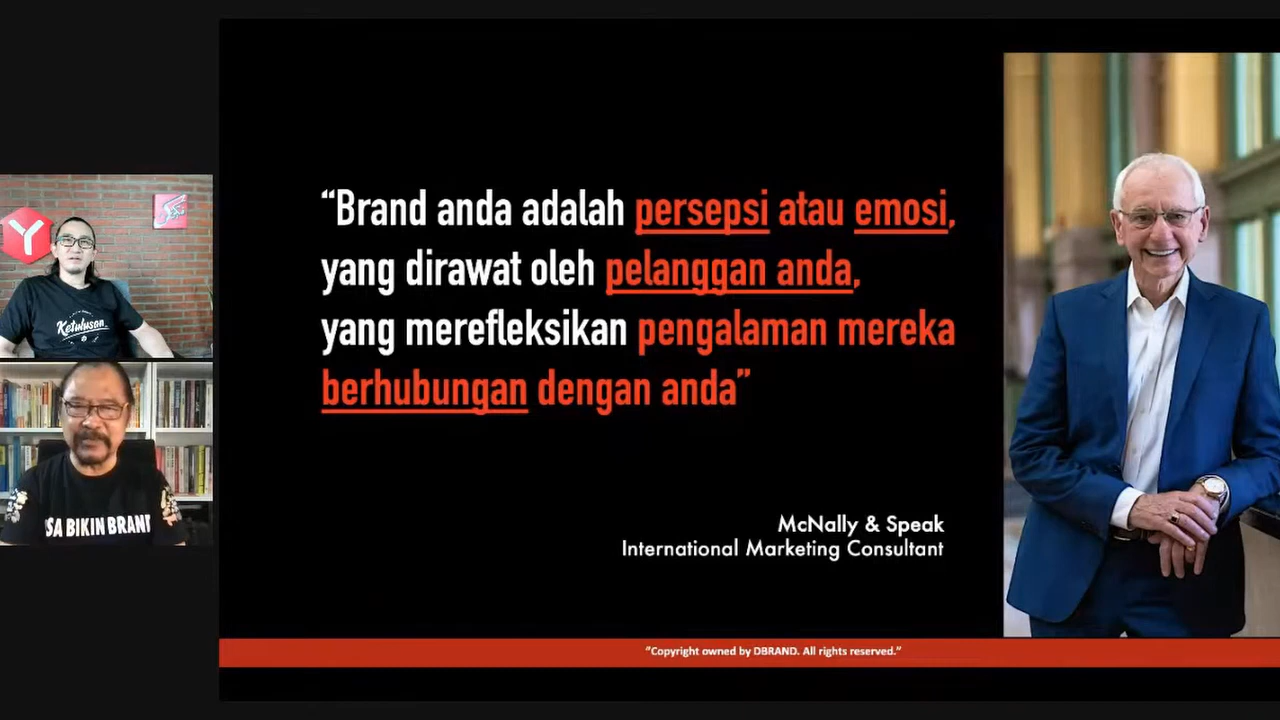 “Brand anda adalah persepsi atau emosi,
yang dirawat oleh pelanggan anda,
yang merefleksikan pengalaman mereka
berhubungan dengan anda”
McNally & Speak
International Marketing Consultant
“Copyright owned by DBRAND. All rights reserved.”
Ketulusan
SA BIKIN BRAND